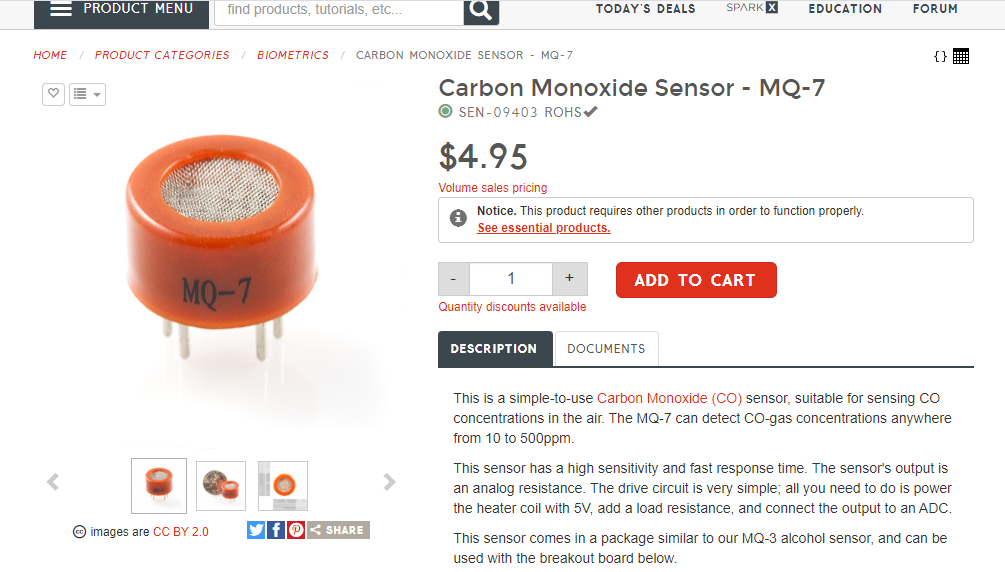 PRODUCT MENU
find products, tutorials, etc...
TODAY'S DEALS
SPARK X
EDUCATION
FORUM
HOME / PRODUCT CATEGORIES / BIOMETRICS / CARBON MONOXIDE SENSOR - MQ-7
{}
Carbon Monoxide Sensor - MQ-7
SEN-09403 ROHS✔
$4.95
Volume sales pricing
Notice. This product requires other products in order to function properly.
See essential products.
- 1 +
ADD TO CART
Quantity discounts available
MQ-7
DESCRIPTION
DOCUMENTS
This is a simple-to-use Carbon Monoxide (CO) sensor, suitable for sensing CO
concentrations in the air. The MQ-7 can detect CO-gas concentrations anywhere
from 10 to 500ppm.
This sensor has a high sensitivity and fast response time. The sensor's output is
an analog resistance. The drive circuit is very simple; all you need to do is power
the heater coil with 5V, add a load resistance, and connect the output to an ADC.
This sensor comes in a package similar to our MQ-3 alcohol sensor, and can be
used with the breakout board below.
cc images are CC BY 2.0
SHARE